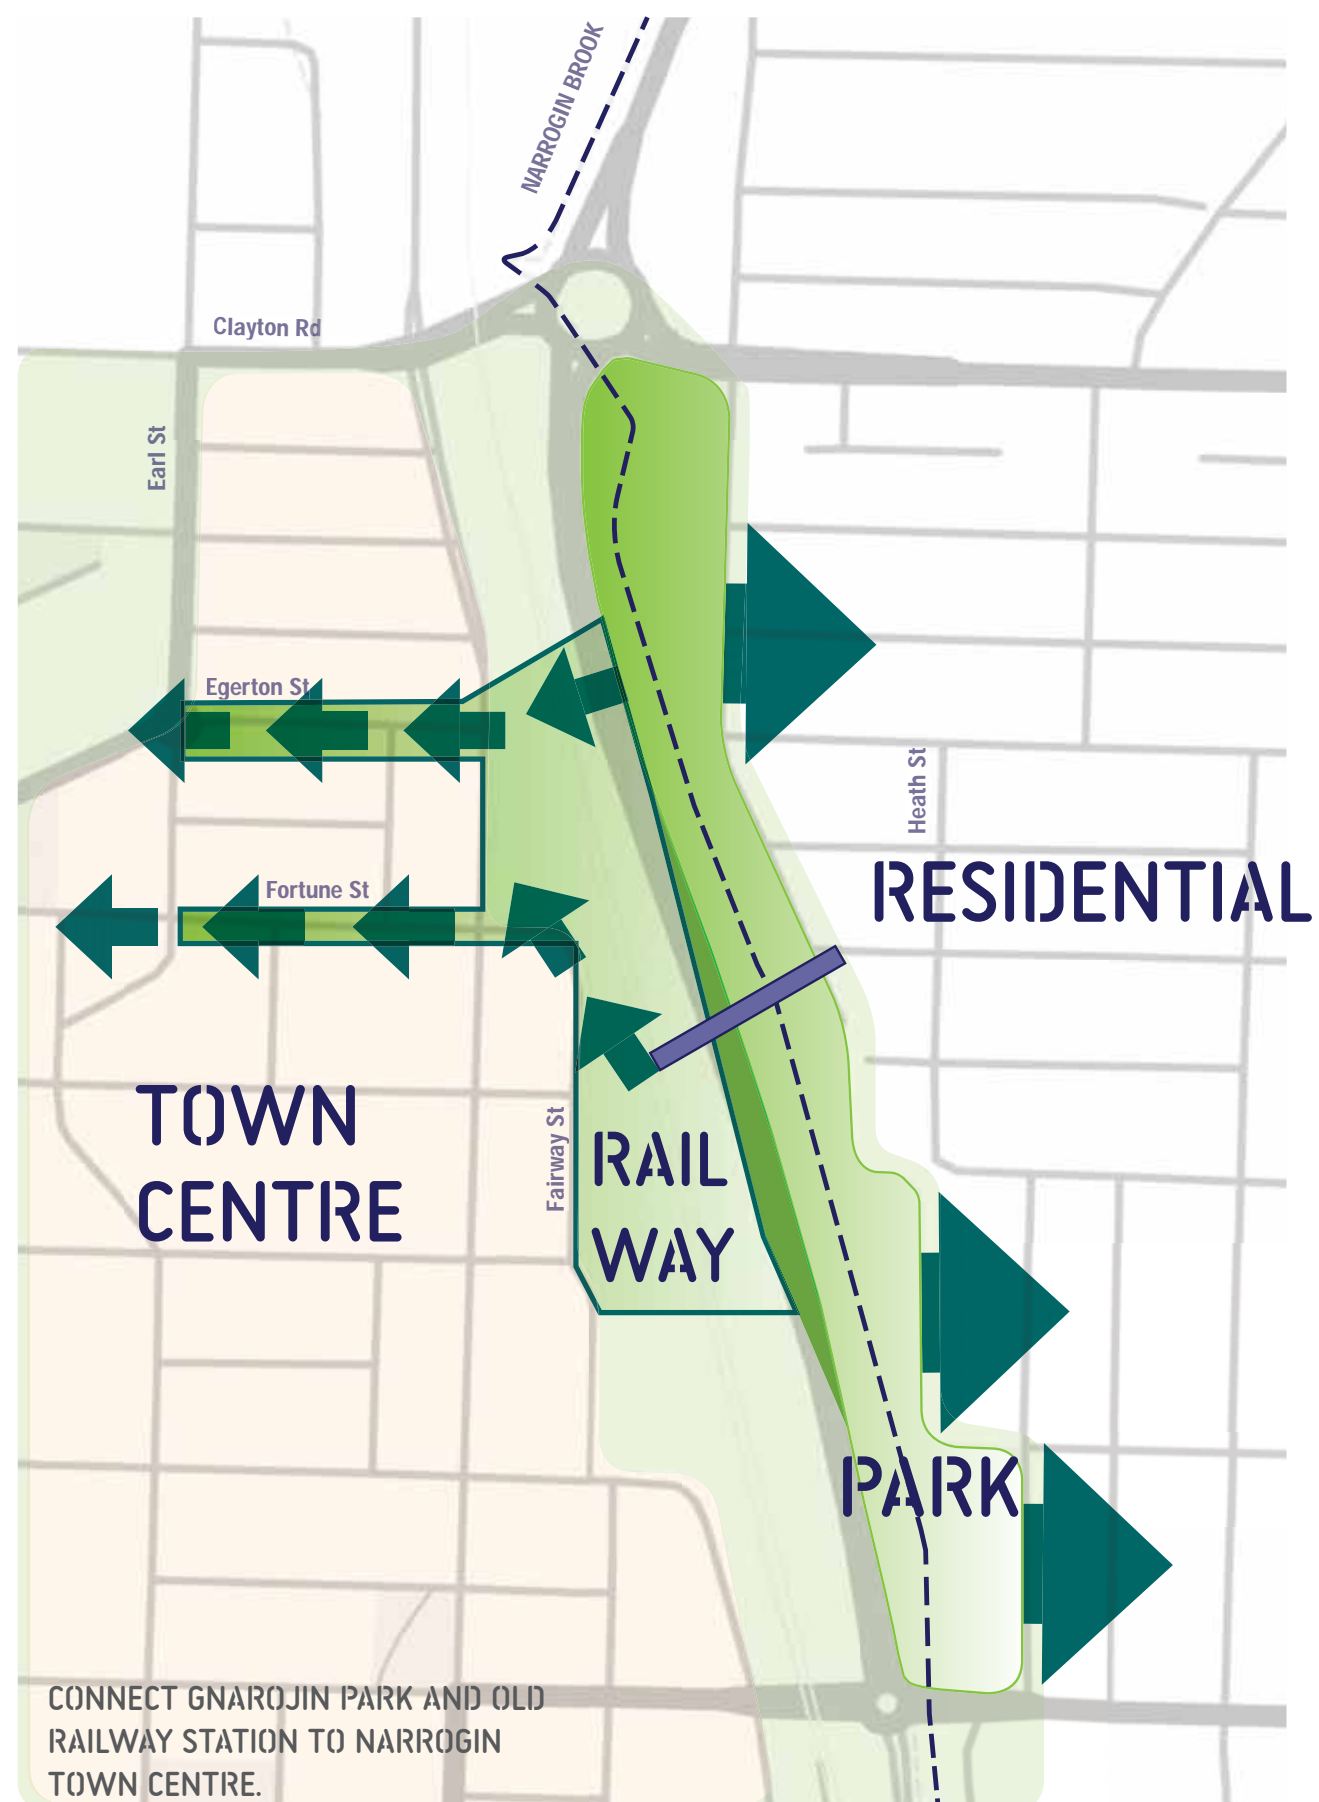 NARROGIN BROOK
Clayton Rd
Earl St
Egerton St
Heath St
RESIDENTIAL
Fortune St
TOWN
CENTRE
Fairway St
RAIL
WAY
PARK
CONNECT GNAROJIN PARK AND OLD
RAILWAY STATION TO NARROGIN
TOWN CENTRE.